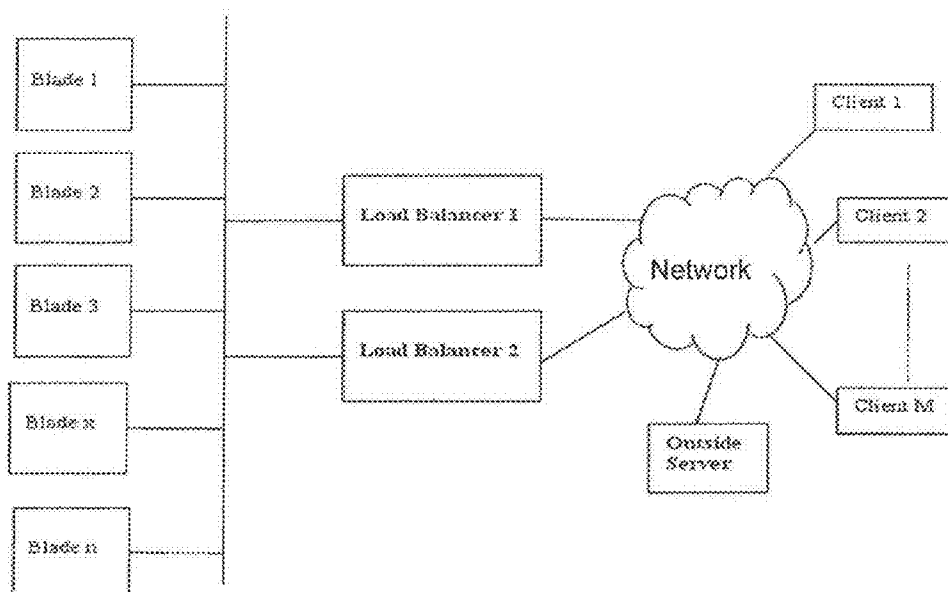 Blade 1
Blade 2
Blade 3
Blade x
Blade n
Load Balancer 1
Load Balancer 2
Network
Client 1
Client 2
Client M
Outside
Server